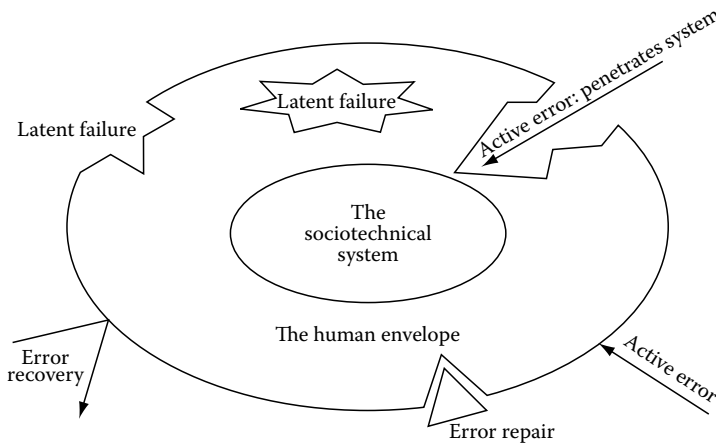 Latent failure
Latent failure
Active error: penetrates system
The
sociotechnical
system
The human envelope
Error
recovery
Active error
Error repair